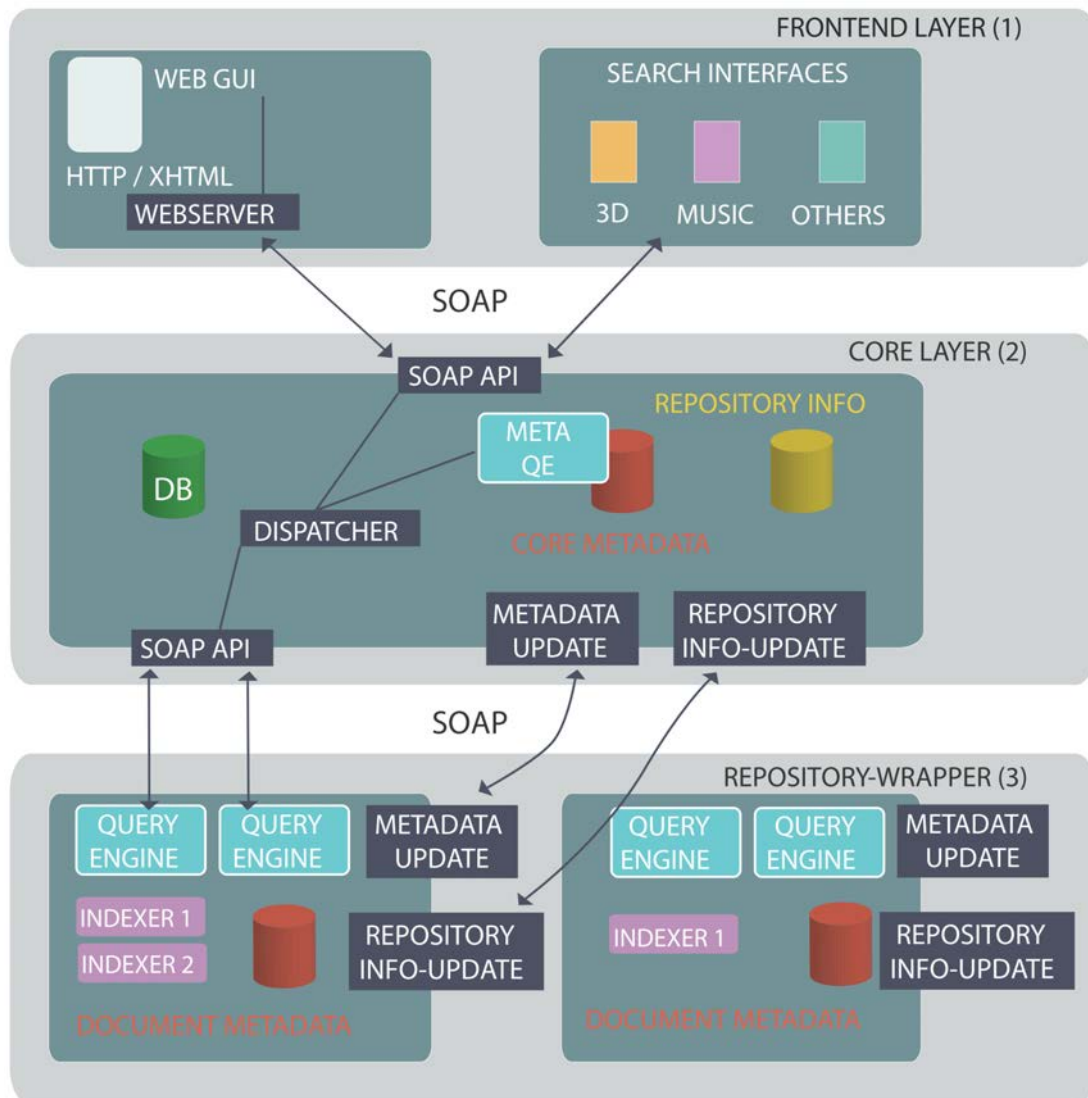 FRONTEND LAYER (1)
WEB GUI
HTTP / XHTML
WEBSERVER
SEARCH INTERFACES
3D
MUSIC
OTHERS
SOAP
CORE LAYER (2)
SOAP API
REPOSITORY INFO
META
QE
DB
DISPATCHER
CORE METADATA
SOAP API
METADATA
UPDATE
REPOSITORY
INFO-UPDATE
SOAP
REPOSITORY-WRAPPER (3)
QUERY
ENGINE
QUERY
ENGINE
METADATA
UPDATE
INDEXER 1
INDEXER 2
REPOSITORY
INFO-UPDATE
DOCUMENT METADATA
QUERY
ENGINE
QUERY
ENGINE
METADATA
UPDATE
INDEXER 1
REPOSITORY
INFO-UPDATE
DOCUMENT METADATA